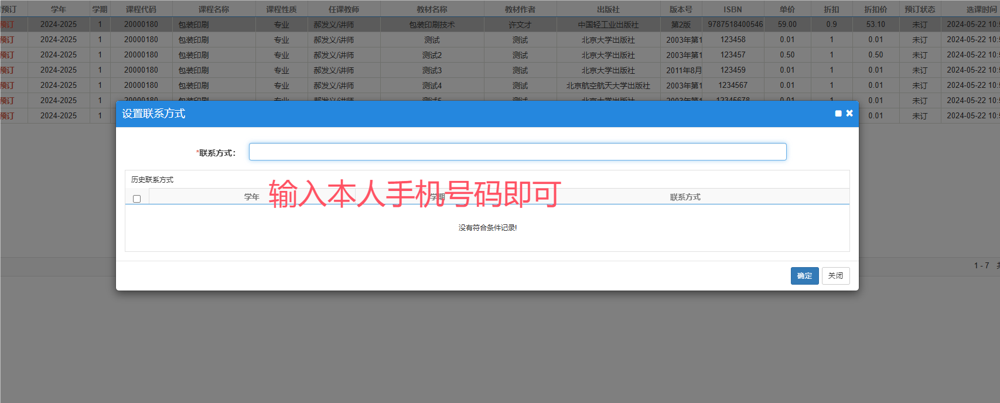 预订 学年 学期 课程代码 课程名称 课程性质 任课教师 教材名称 教材作者 出版社 版本号 ISBN 单价 折扣 折扣价 预订状态 选课时间
预订 2024-2025 1 20000180 包装印刷 专业 郝发义/讲师 包装印刷技术 许文才 中国轻工业出版社 第2版 9787518400546 59.00 0.9 53.10 未订 2024-05-22 10:
预订 2024-2025 1 20000180 包装印刷 专业 郝发义/讲师 测试 测试 北京大学出版社 2003年第1 123458 0.01 1 0.01 未订 2024-05-22 10:
预订 2024-2025 1 20000180 包装印刷 专业 郝发义/讲师 测试2 测试 北京大学出版社 2003年第1 123457 0.50 1 0.50 未订 2024-05-22 10:
预订 2024-2025 1 20000180 包装印刷 专业 郝发义/讲师 测试3 测试 北京大学出版社 2011年8月 123459 0.01 1 0.01 未订 2024-05-22 10:
预订 2024-2025 1 20000180 包装印刷 专业 郝发义/讲师 测试4 测试 北京航空航天大学出版社 2003年第1 1234567 0.01 1 0.01 未订 2024-05-22 10:
预订 2024-2025 1 20000180 包装印刷 专业 郝发义/讲师 测试5 测试 北京大学出版社 2003年第1 12345678 0.01 1 0.01 未订 2024-05-22 10:
预订 2024-2025 1 0.01 未订 2024-05-22 10:
设置联系方式
*联系方式：
历史联系方式
输入本人手机号码即可
学年 学期 联系方式
没有符合条件记录!
1 - 7
确定 关闭